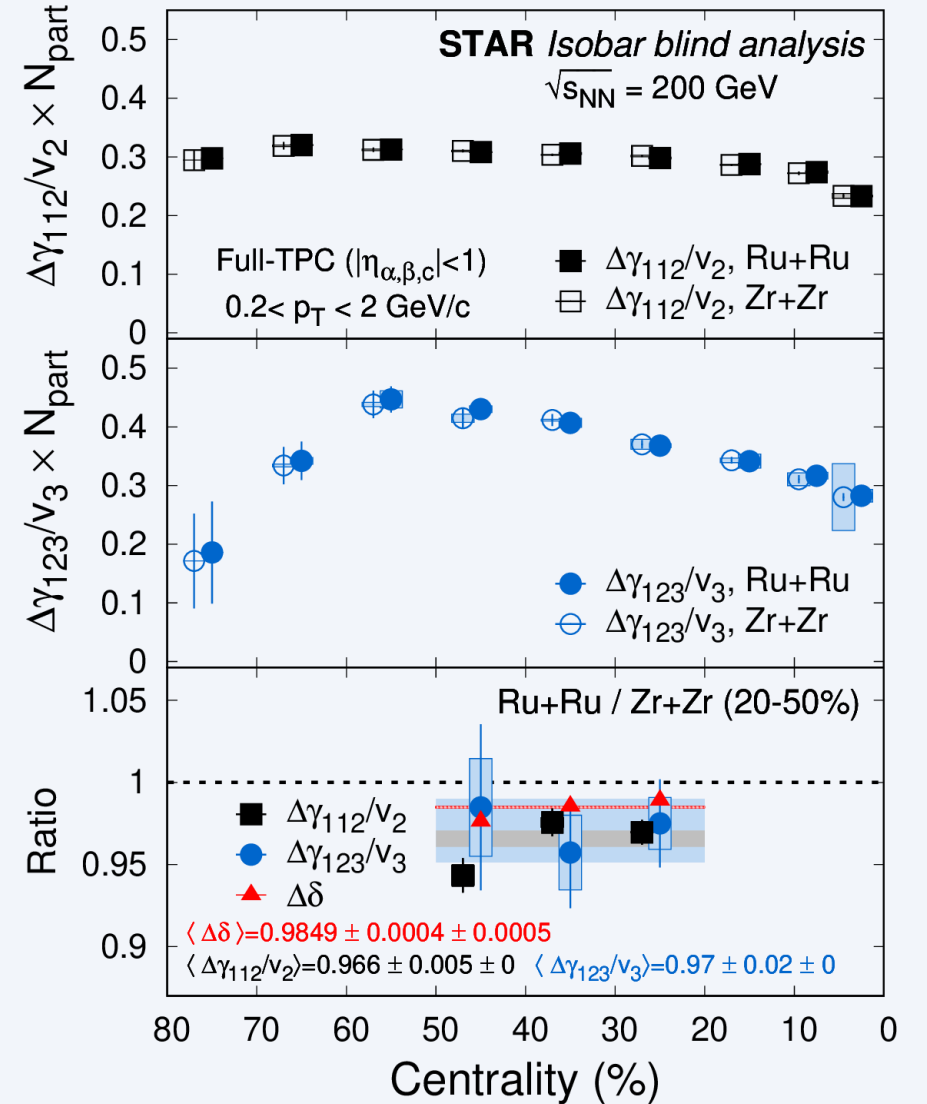 STAR Isobar blind analysis
√sNN = 200 GeV
Δγ112/v2 × Npart
0.5
0.4
0.3
0.2
0.1
0
Full-TPC (|ηα,β,c|<1)
0.2< pT < 2 GeV/c
Δγ112/v2, Ru+Ru
Δγ112/v2, Zr+Zr
Δγ123/v3 × Npart
0.5
0.4
0.3
0.2
0.1
0
Δγ123/v3, Ru+Ru
Δγ123/v3, Zr+Zr
Ratio
1.05
1
0.95
0.9
Ru+Ru / Zr+Zr (20-50%)
Δγ112/v2
Δγ123/v3
Δδ
⟨ Δδ ⟩=0.9849 ± 0.0004 ± 0.0005
⟨ Δγ112/v2⟩=0.966 ± 0.005 ± 0 ⟨ Δγ123/v3⟩=0.97 ± 0.02 ± 0
80 70 60 50 40 30 20 10 0
Centrality (%)